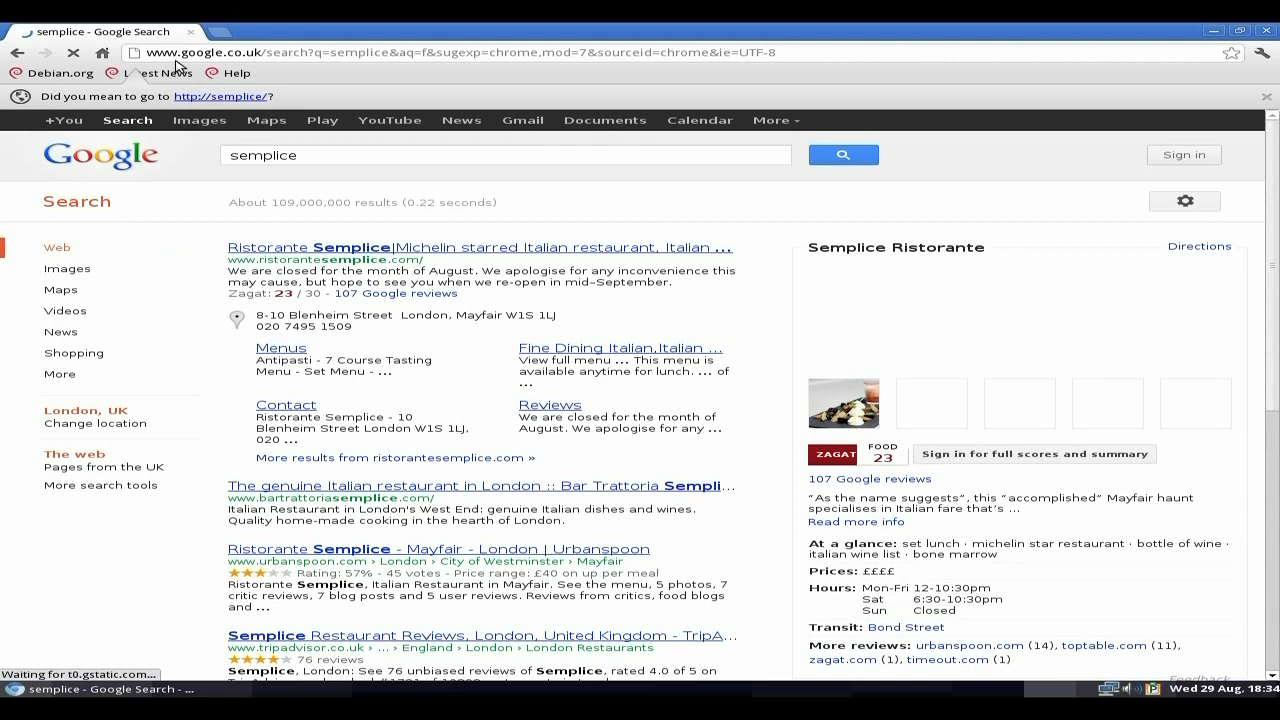 semplice - Google Search
www.google.co.uk/search?q=semplice&aq=f&sugexp=chrome,mod=7&sourceid=chrome&ie=UTF-8
Debian.org Latest News Help
Did you mean to go to http://semplice/?
+You Search Images Maps Play YouTube News Gmail Documents Calendar More
Google semplice Sign in
Search About 109,000,000 results (0.22 seconds)
Web
Images
Maps
Videos
News
Shopping
More
London, UK
Change location
The web
Pages from the UK
More search tools
Ristorante Semplice|Michelin starred Italian restaurant, Italian ...
www.ristorantesemplice.com/
We are closed for the month of August. We apologise for any inconvenience this
may cause, but hope to see you when we re-open in mid-September.
Zagat: 23 / 30 - 107 Google reviews
8-10 Blenheim Street London, Mayfair W1S 1LJ
020 7495 1509
Menus
Antipasti - 7 Course Tasting
Menu - Set Menu - ...
Fine Dining Italian,Italian ...
View full menu ... This menu is
available anytime for lunch. ... of
...
Contact
Ristorante Semplice - 10
Blenheim Street London W1S 1LJ,
020 ...
Reviews
We are closed for the month of
August. We apologise for any ...
More results from ristorantesemplice.com »
The genuine Italian restaurant in London :: Bar Trattoria Sempli...
www.bartrattoriasemplice.com/
Italian Restaurant in London's West End: genuine Italian dishes and wines.
Quality home-made cooking in the hearth of London.
Ristorante Semplice - Mayfair - London | Urbanspoon
www.urbanspoon.com › London › City of Westminster › Mayfair
Rating: 57% - 45 votes - Price range: £40 on up per meal
Ristorante Semplice, Italian Restaurant in Mayfair. See the menu, 5 photos, 7
critic reviews, 7 blog posts and 5 user reviews. Reviews from critics, food blogs
and ...
Semplice Restaurant Reviews, London, United Kingdom - TripA...
www.tripadvisor.co.uk › ... › England › London › London Restaurants
76 reviews
Semplice, London: See 76 unbiased reviews of Semplice, rated 4.0 of 5 on
Semplice Ristorante Directions
ZAGAT FOOD 23 Sign in for full scores and summary
107 Google reviews
“As the name suggests”, this “accomplished” Mayfair haunt
specialises in Italian fare that’s ...
Read more info
At a glance: set lunch · michelin star restaurant · bottle of wine ·
italian wine list · bone marrow
Prices: ££££
Hours: Mon-Fri 12-10:30pm
Sat 6:30-10:30pm
Sun Closed
Transit: Bond Street
More reviews: urbanspoon.com (14), toptable.com (11),
zagat.com (1), timeout.com (1)
Feedback
Waiting for t0.gstatic.com...
semplice - Google Search - ... Wed 29 Aug, 18:34